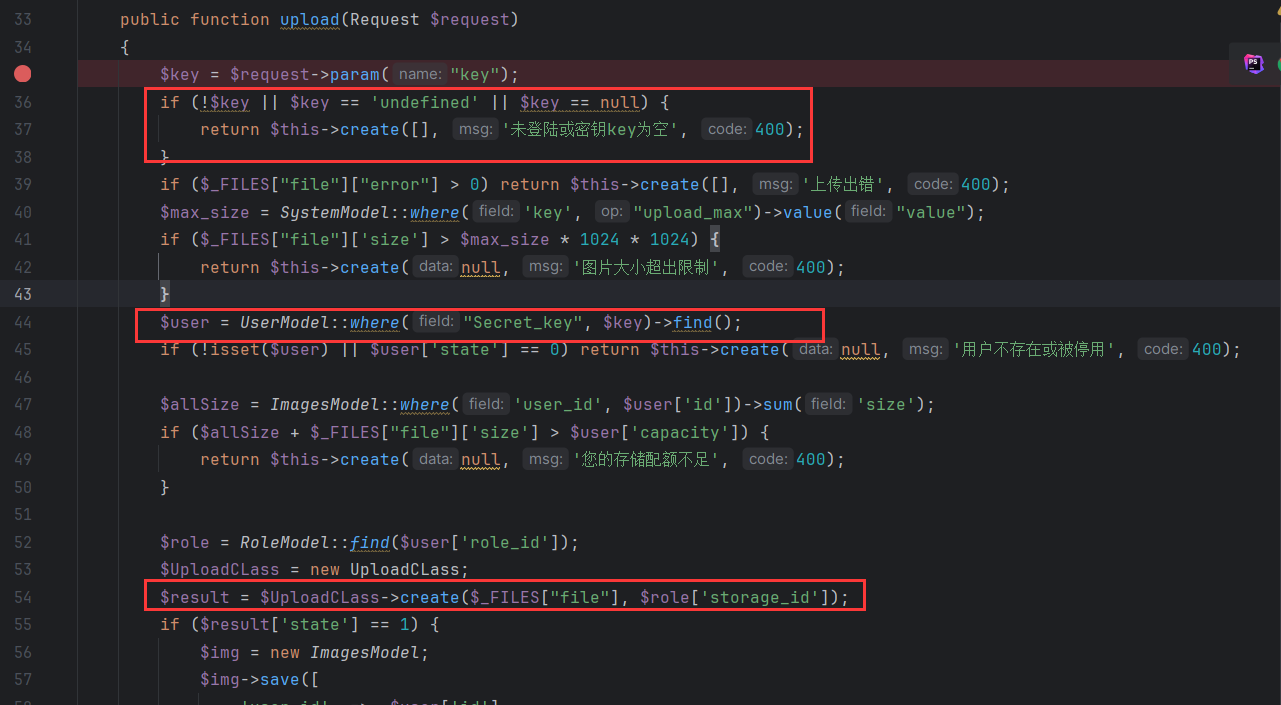 33 public function upload(Request $request)
34 {
$key = $request->param( name: "key");
36 if (!$key || $key == 'undefined' || $key == null) {
37 return $this->create([], msg: '未登陆或密钥key为空', code: 400);
38 }
39 if ($_FILES["file"]["error"] > 0) return $this->create([], msg: '上传出错', code: 400);
40 $max_size = SystemModel::where( field: 'key', op: "upload_max")->value( field: "value");
41 if ($_FILES["file"]['size'] > $max_size * 1024 * 1024) {
42 return $this->create( data: null, msg: '图片大小超出限制', code: 400);
43 }
44 $user = UserModel::where( field: "Secret_key", $key)->find();
45 if (!isset($user) || $user['state'] == 0) return $this->create( data: null, msg: '用户不存在或被停用', code: 400);
46
47 $allSize = ImagesModel::where( field: 'user_id', $user['id'])->sum( field: 'size');
48 if ($allSize + $_FILES["file"]['size'] > $user['capacity']) {
49 return $this->create( data: null, msg: '您的存储配额不足', code: 400);
50 }
51
52 $role = RoleModel::find($user['role_id']);
53 $UploadCLass = new UploadCLass;
54 $result = $UploadCLass->create($_FILES["file"], $role['storage_id']);
55 if ($result['state'] == 1) {
56 $img = new ImagesModel;
57 $img->save([
PS